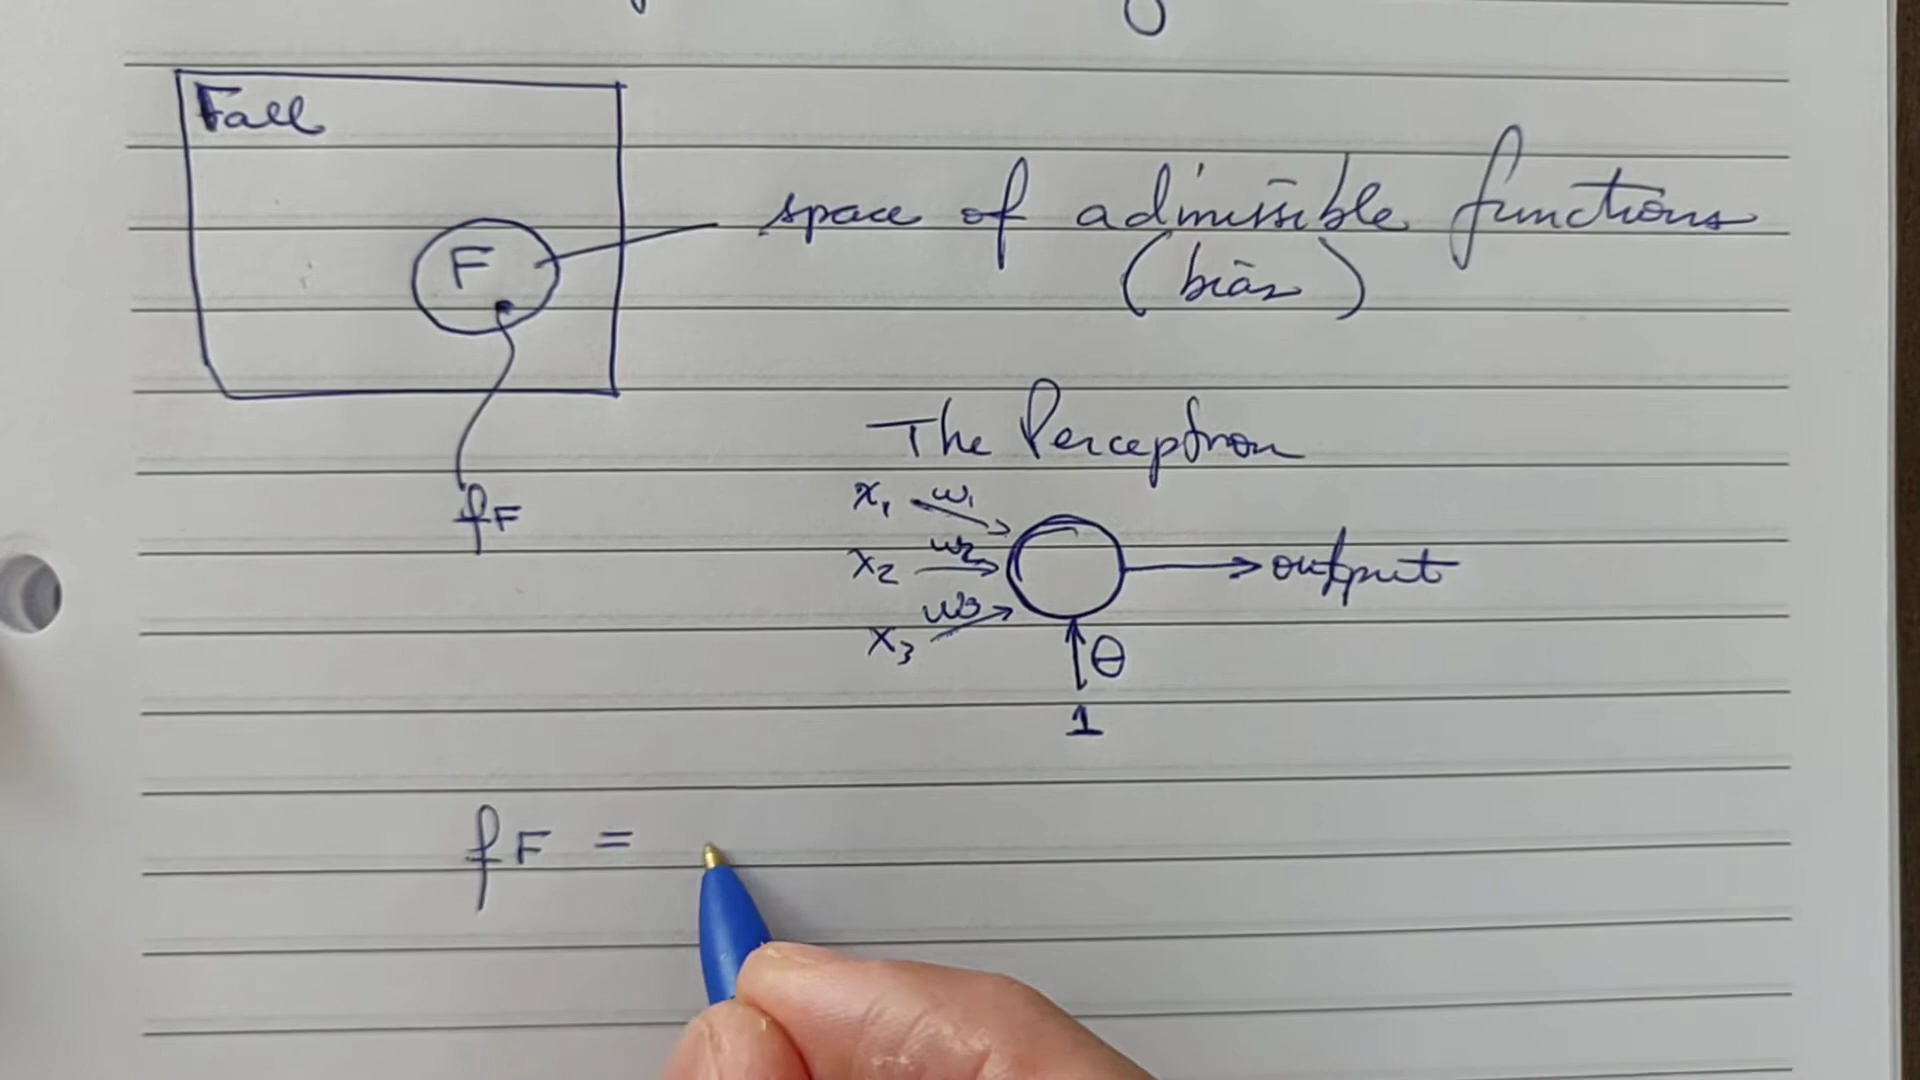 Fall
F
space of admissible functions
(bias)
fF
The Perceptron
x1 w1
x2 w2
x3 w3
output
θ
1
fF =